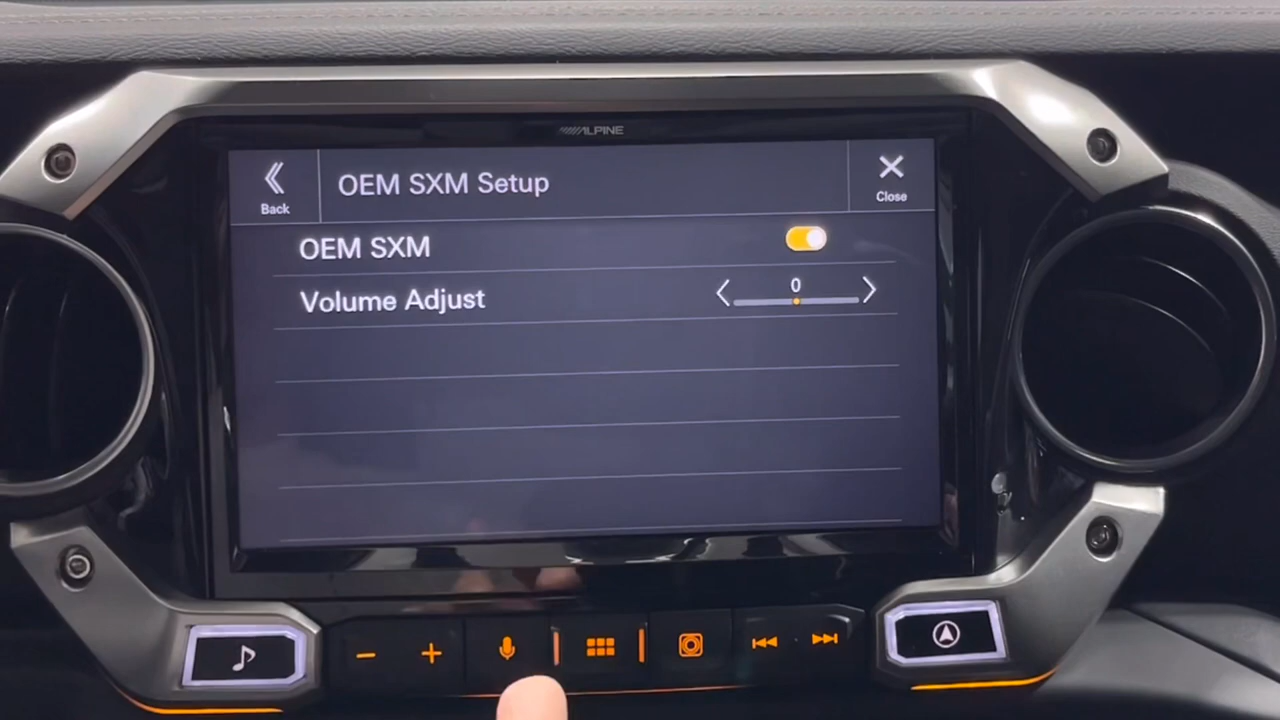 ALPINE
Back
OEM SXM Setup
Close
OEM SXM
Volume Adjust
0